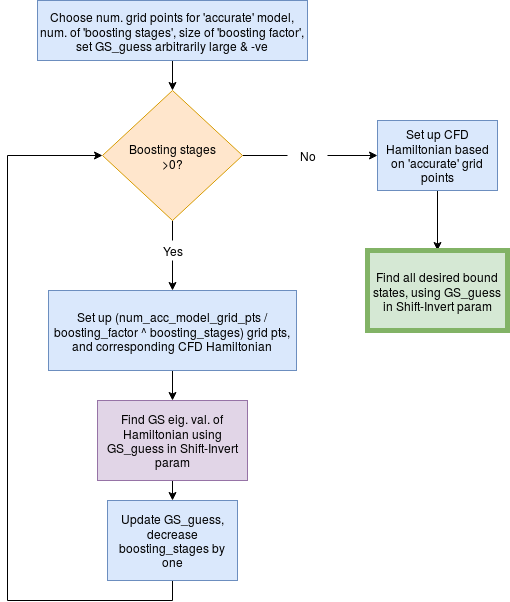 Choose num. grid points for 'accurate' model,
num. of 'boosting stages', size of 'boosting factor',
set GS_guess arbitrarily large & -ve
Boosting stages
>0?
No
Set up CFD
Hamiltonian based
on 'accurate' grid
points
Yes
Find all desired bound
states, using GS_guess
in Shift-Invert param
Set up (num_acc_model_grid_pts /
boosting_factor ^ boosting_stages) grid pts,
and corresponding CFD Hamiltonian
Find GS eig. val. of
Hamiltonian using
GS_guess in Shift-Invert
param
Update GS_guess,
decrease
boosting_stages by
one